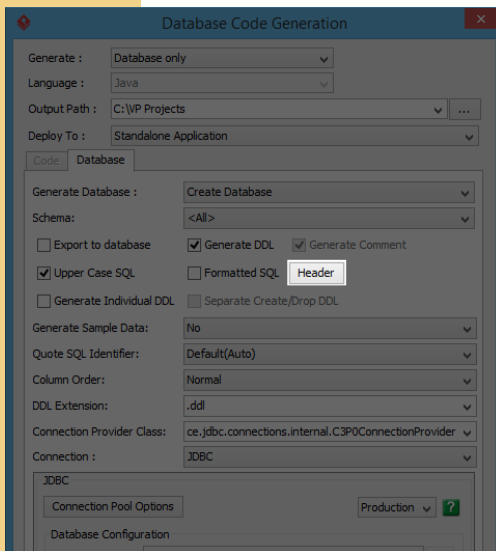 Database Code Generation
Generate : Database only
Language : Java
Output Path : C:\VP Projects ...
Deploy To : Standalone Application
Code Database
Generate Database : Create Database
Schema: <All>
Export to database Generate DDL Generate Comment
Upper Case SQL Formatted SQL Header
Generate Individual DDL Separate Create/Drop DDL
Generate Sample Data: No
Quote SQL Identifier: Default(Auto)
Column Order: Normal
DDL Extension: .ddl
Connection Provider Class: ce.jdbc.connections.internal.C3P0ConnectionProvider
Connection : JDBC
JDBC
Connection Pool Options Production ?
Database Configuration